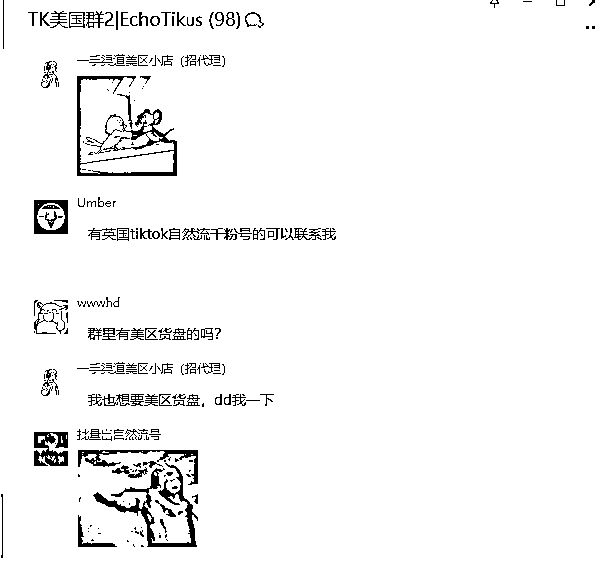 TK美国群2|EchoTikus (98)
一手渠道美区小店（招代理）
Umber
有英国tiktok自然流千粉号的可以联系我
wwwhd
群里有美区货盘的吗？
一手渠道美区小店（招代理）
我也想要美区货盘，dd我一下
批量出自然流号